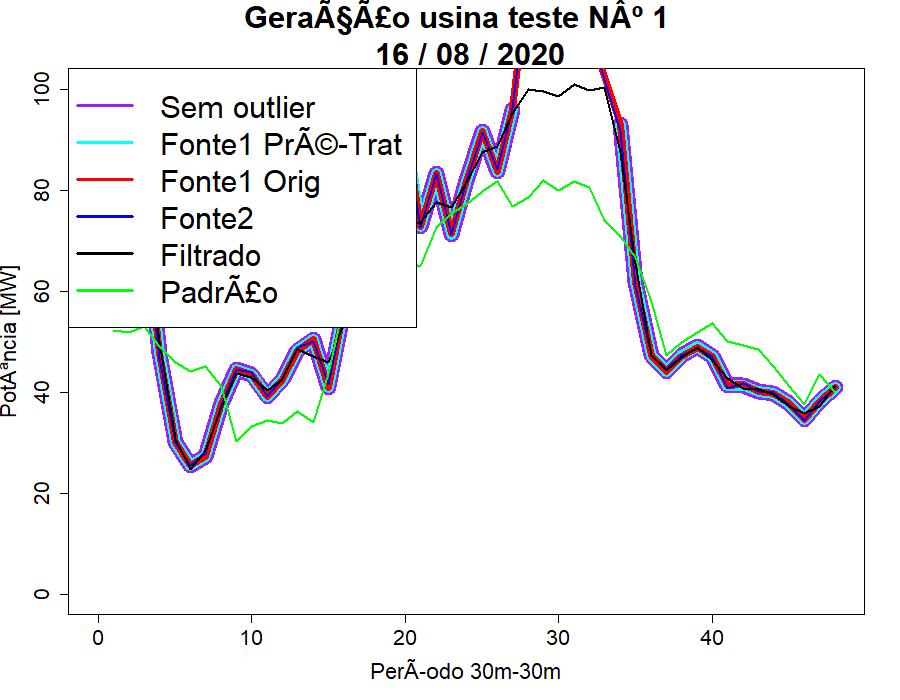 GeraÃ§Ã£o usina teste NÂº 1
16 / 08 / 2020
Sem outlier
Fonte1 PrÃ©-Trat
Fonte1 Orig
Fonte2
Filtrado
PadrÃ£o
PotÃªncia [MW]
100
80
60
40
20
0
0 10 20 30 40
PerÃ-odo 30m-30m